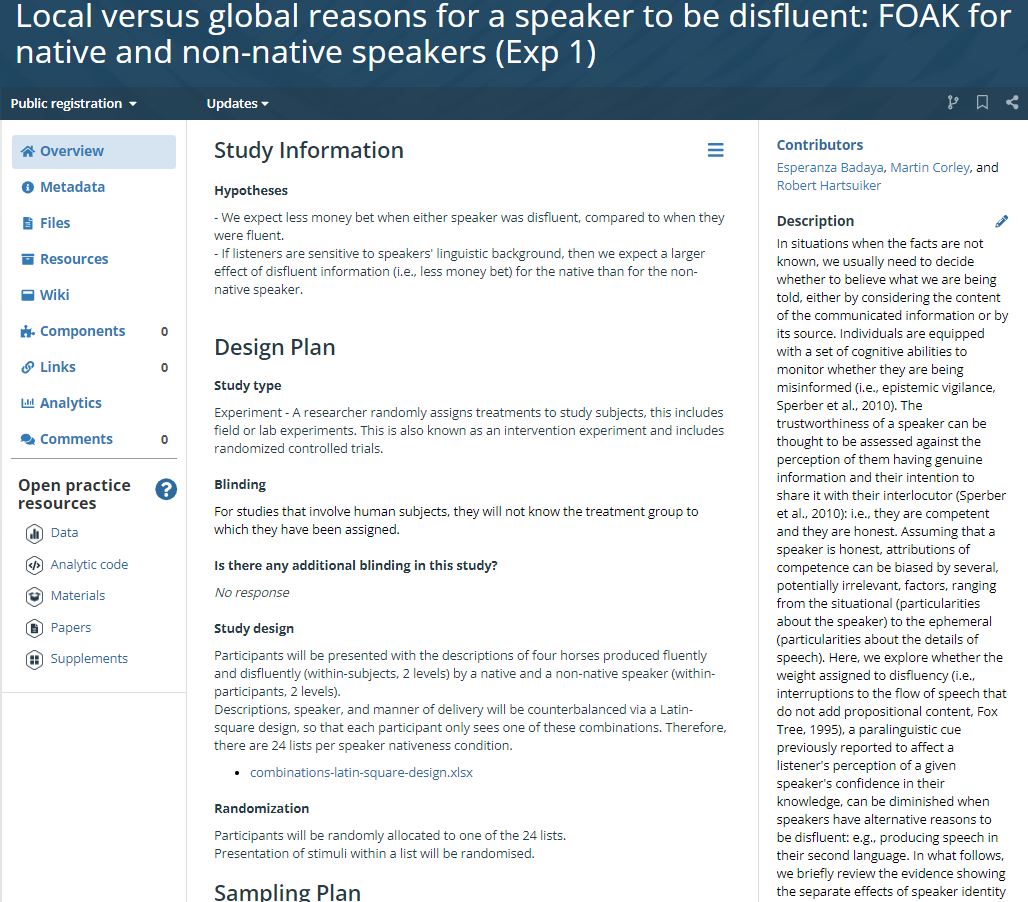 Local versus global reasons for a speaker to be disfluent: FOAK for
native and non-native speakers (Exp 1)
Public registration
Updates
Overview
Metadata
Files
Resources
Wiki
Components 0
Links 0
Analytics
Comments 0
Open practice
resources
?
Data
Analytic code
Materials
Papers
Supplements
Study Information
Hypotheses
- We expect less money bet when either speaker was disfluent, compared to when they
were fluent.
- If listeners are sensitive to speakers' linguistic background, then we expect a larger
effect of disfluent information (i.e., less money bet) for the native than for the non-
native speaker.
Design Plan
Study type
Experiment - A researcher randomly assigns treatments to study subjects, this includes
field or lab experiments. This is also known as an intervention experiment and includes
randomized controlled trials.
Blinding
For studies that involve human subjects, they will not know the treatment group to
which they have been assigned.
Is there any additional blinding in this study?
No response
Study design
Participants will be presented with the descriptions of four horses produced fluently
and disfluently (within-subjects, 2 levels) by a native and a non-native speaker (within-
participants, 2 levels).
Descriptions, speaker, and manner of delivery will be counterbalanced via a Latin-
square design, so that each participant only sees one of these combinations. Therefore,
there are 24 lists per speaker nativeness condition.
• combinations-latin-square-design.xlsx
Randomization
Participants will be randomly allocated to one of the 24 lists.
Presentation of stimuli within a list will be randomised.
Sampling Plan
Contributors
Esperanza Badaya, Martin Corley, and
Robert Hartsuiker
Description
In situations when the facts are not
known, we usually need to decide
whether to believe what we are being
told, either by considering the content
of the communicated information or by
its source. Individuals are equipped
with a set of cognitive abilities to
monitor whether they are being
misinformed (i.e., epistemic vigilance,
Sperber et al., 2010). The
trustworthiness of a speaker can be
thought to be assessed against the
perception of them having genuine
information and their intention to
share it with their interlocutor (Sperber
et al., 2010): i.e., they are competent
and they are honest. Assuming that a
speaker is honest, attributions of
competence can be biased by several,
potentially irrelevant, factors, ranging
from the situational (particularities
about the speaker) to the ephemeral
(particularities about the details of
speech). Here, we explore whether the
weight assigned to disfluency (i.e.,
interruptions to the flow of speech that
do not add propositional content, Fox
Tree, 1995), a paralinguistic cue
previously reported to affect a
listener's perception of a given
speaker's confidence in their
knowledge, can be diminished when
speakers have alternative reasons to
be disfluent: e.g., producing speech in
their second language. In what follows,
we briefly review the evidence showing
the separate effects of speaker identity